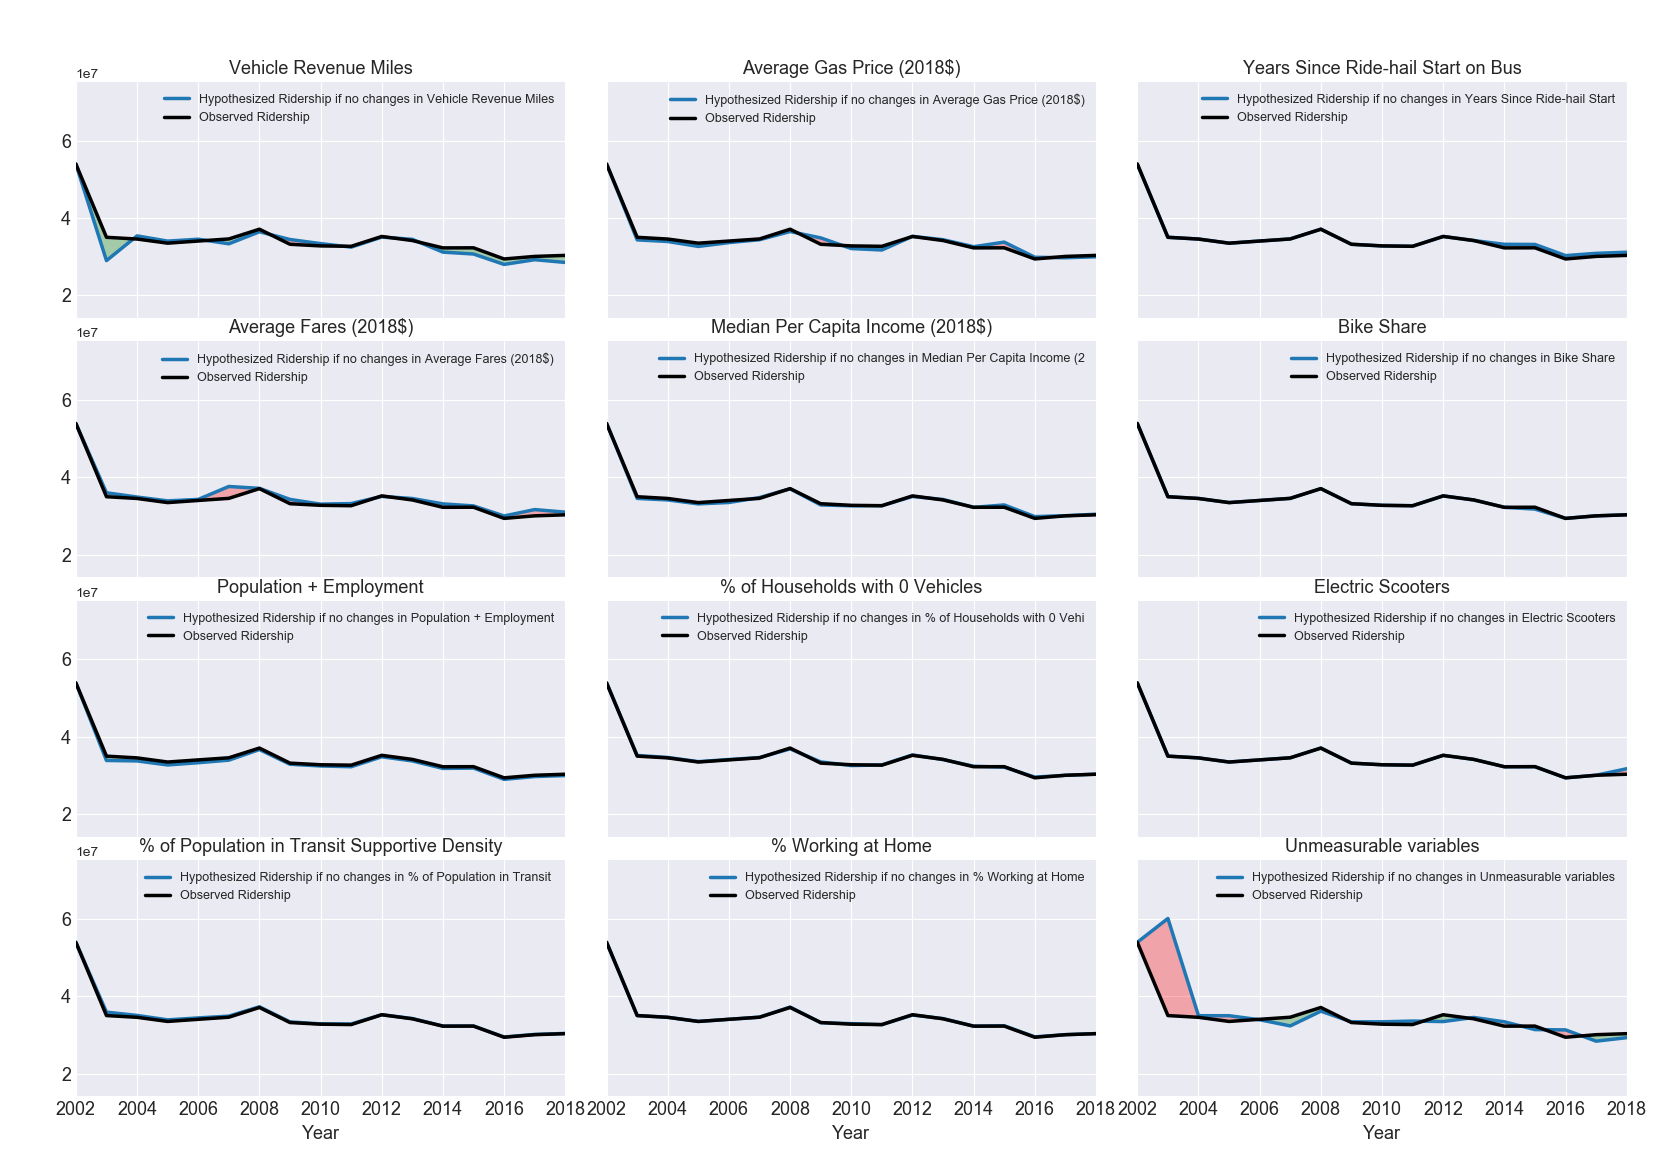 Vehicle Revenue Miles
1e7
Hypothesized Ridership if no changes in Vehicle Revenue Miles
Observed Ridership
6
4
2
Average Gas Price (2018$)
Hypothesized Ridership if no changes in Average Gas Price (2018$)
Observed Ridership
Years Since Ride-hail Start on Bus
Hypothesized Ridership if no changes in Years Since Ride-hail Start
Observed Ridership
Average Fares (2018$)
1e7
Hypothesized Ridership if no changes in Average Fares (2018$)
Observed Ridership
6
4
2
Median Per Capita Income (2018$)
Hypothesized Ridership if no changes in Median Per Capita Income (2
Observed Ridership
Bike Share
Hypothesized Ridership if no changes in Bike Share
Observed Ridership
Population + Employment
1e7
Hypothesized Ridership if no changes in Population + Employment
Observed Ridership
6
4
2
% of Households with 0 Vehicles
Hypothesized Ridership if no changes in % of Households with 0 Vehi
Observed Ridership
Electric Scooters
Hypothesized Ridership if no changes in Electric Scooters
Observed Ridership
% of Population in Transit Supportive Density
1e7
Hypothesized Ridership if no changes in % of Population in Transit
Observed Ridership
6
4
2
2002 2004 2006 2008 2010 2012 2014 2016 2018
Year
% Working at Home
Hypothesized Ridership if no changes in % Working at Home
Observed Ridership
2002 2004 2006 2008 2010 2012 2014 2016 2018
Year
Unmeasurable variables
Hypothesized Ridership if no changes in Unmeasurable variables
Observed Ridership
2002 2004 2006 2008 2010 2012 2014 2016 2018
Year